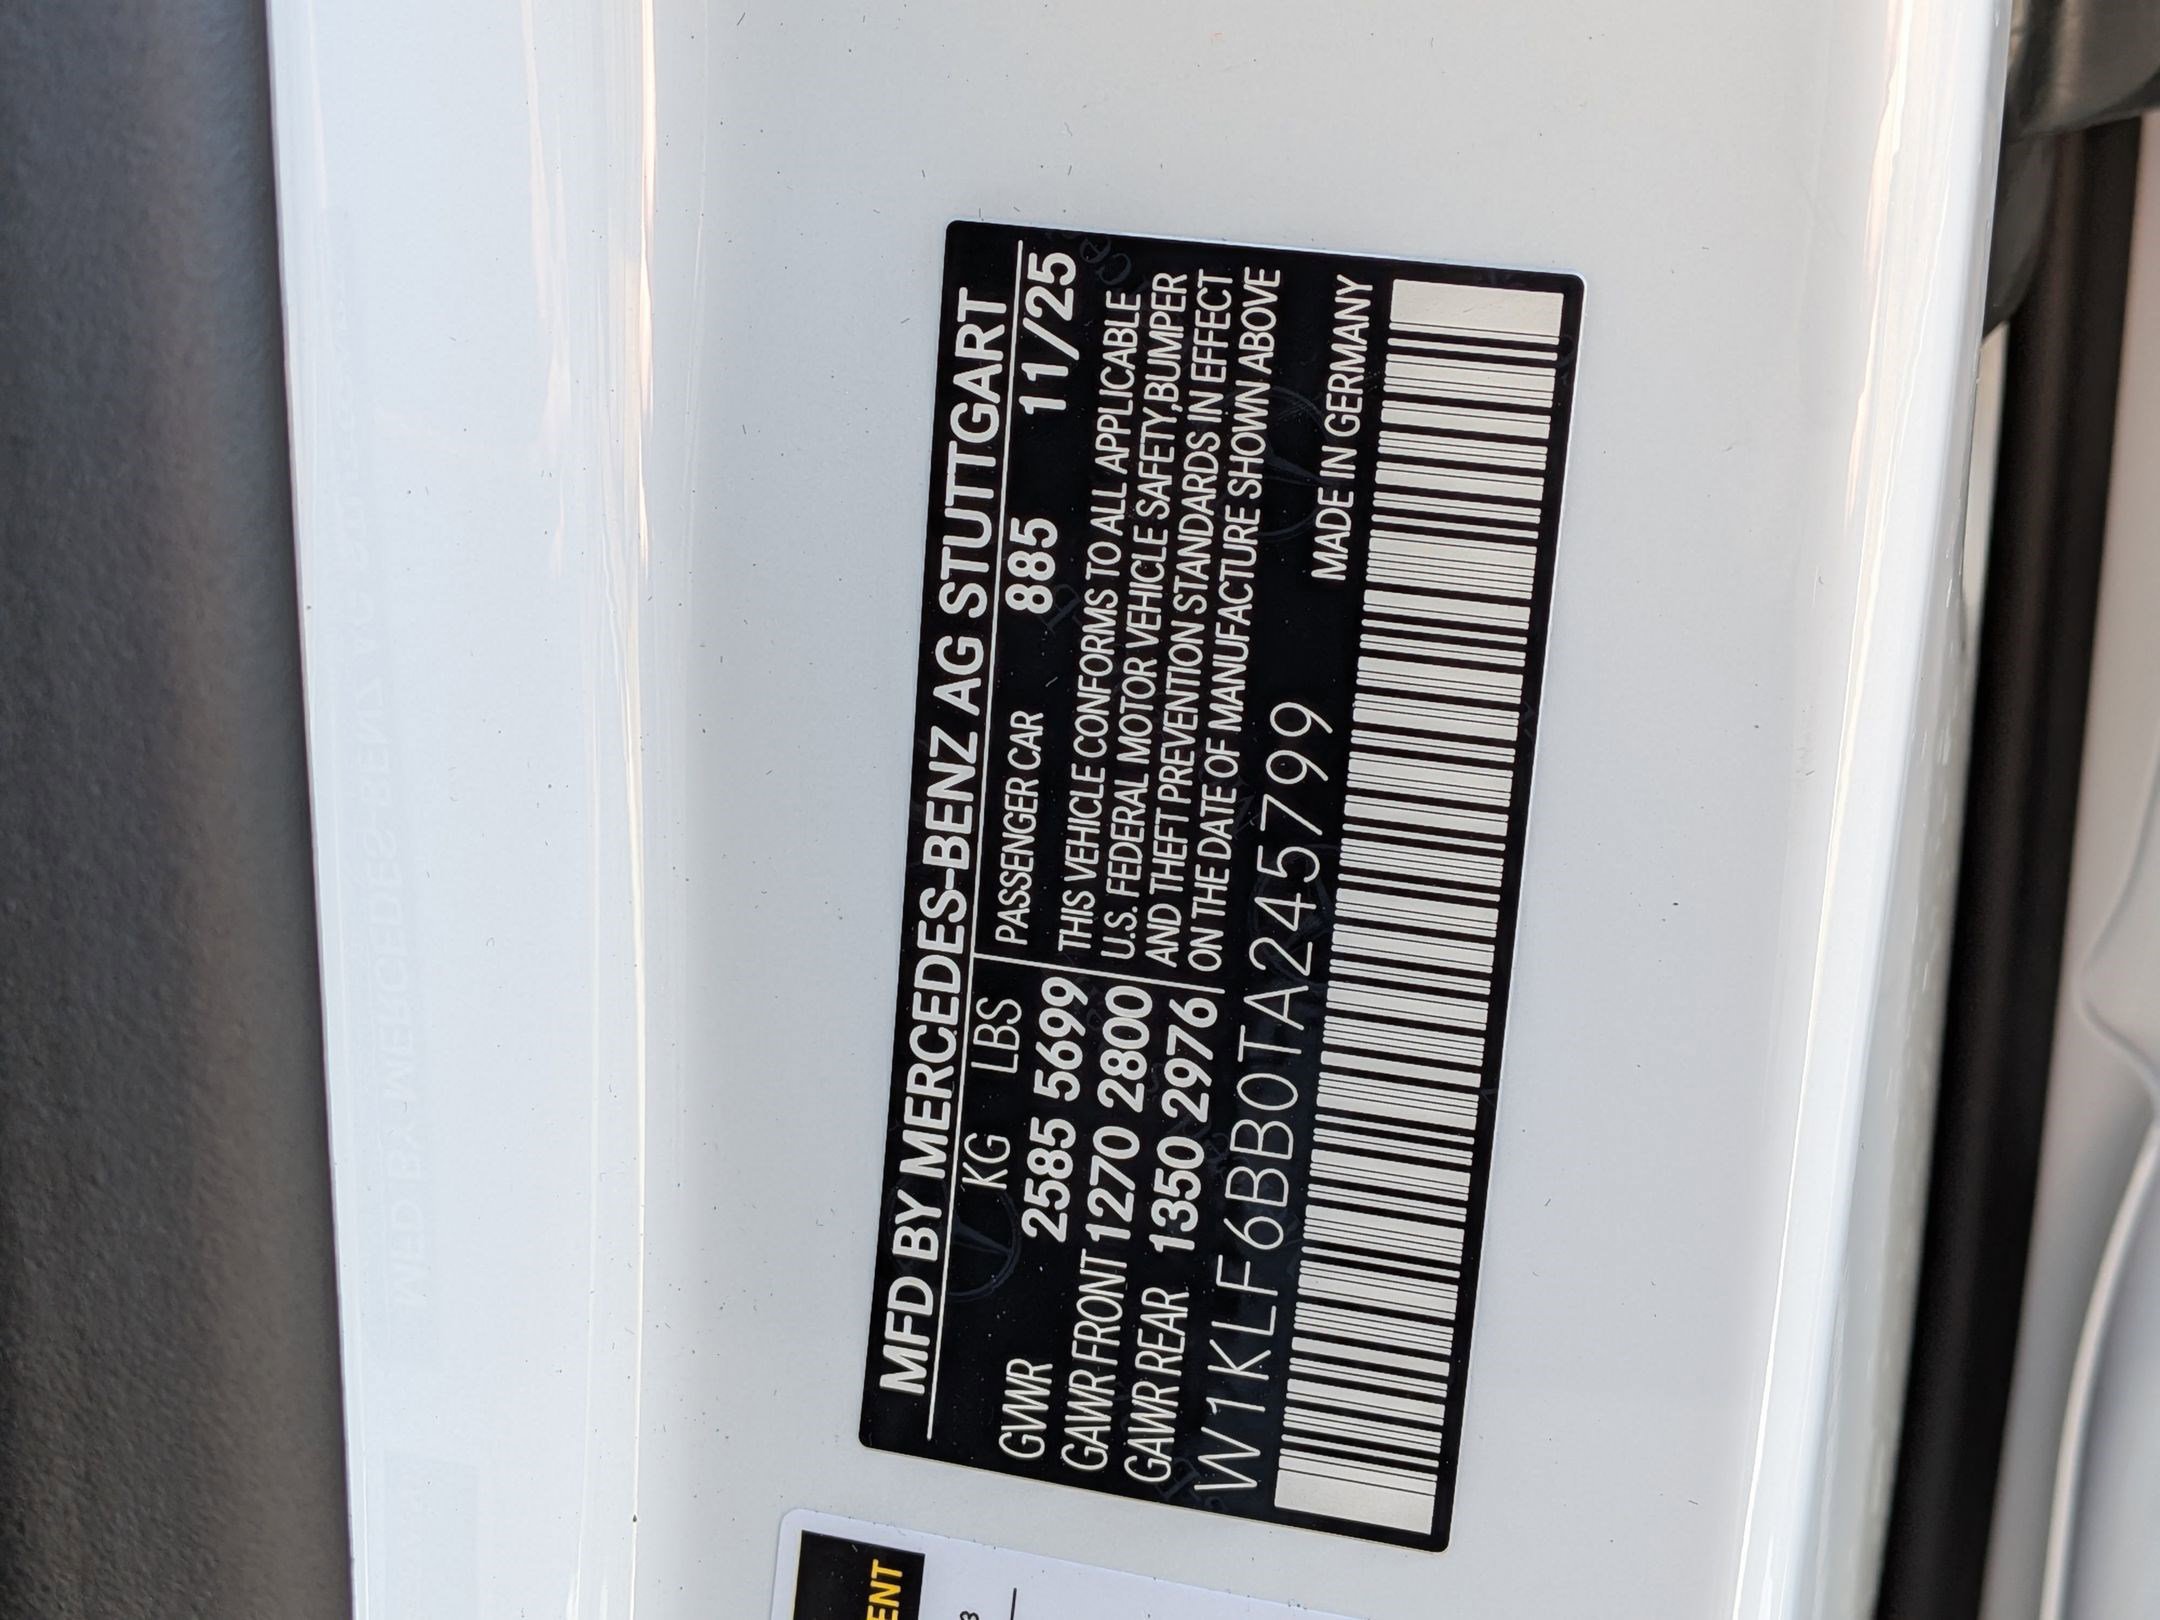 MFD BY MERCEDES-BENZ AG STUTTGART
KG LBS
GVWR 2585 5699
GAWR FRONT 1270 2800
GAWR REAR 1350 2976
PASSENGER CAR 885 11/25
THIS VEHICLE CONFORMS TO ALL APPLICABLE
U.S. FEDERAL MOTOR VEHICLE SAFETY,BUMPER
AND THEFT PREVENTION STANDARDS IN EFFECT
ON THE DATE OF MANUFACTURE SHOWN ABOVE
W1KLF6BB0TA245799
MADE IN GERMANY